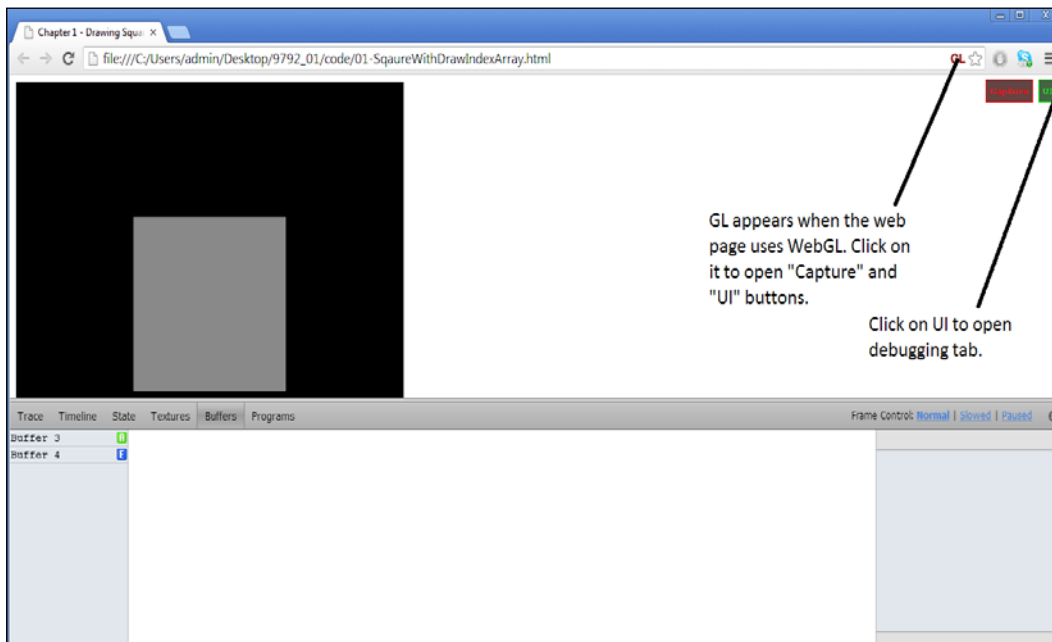 Chapter 1 - Drawing Squa
file:///C:/Users/admin/Desktop/9792_01/code/01-SqaureWithDrawIndexArray.html
GL
Capture
UI
GL appears when the web
page uses WebGL. Click on
it to open "Capture" and
"UI" buttons.
Click on UI to open
debugging tab.
Trace Timeline State Textures Buffers Programs
Frame Control: Normal | Slowed | Paused
Buffer 3 A
Buffer 4 E